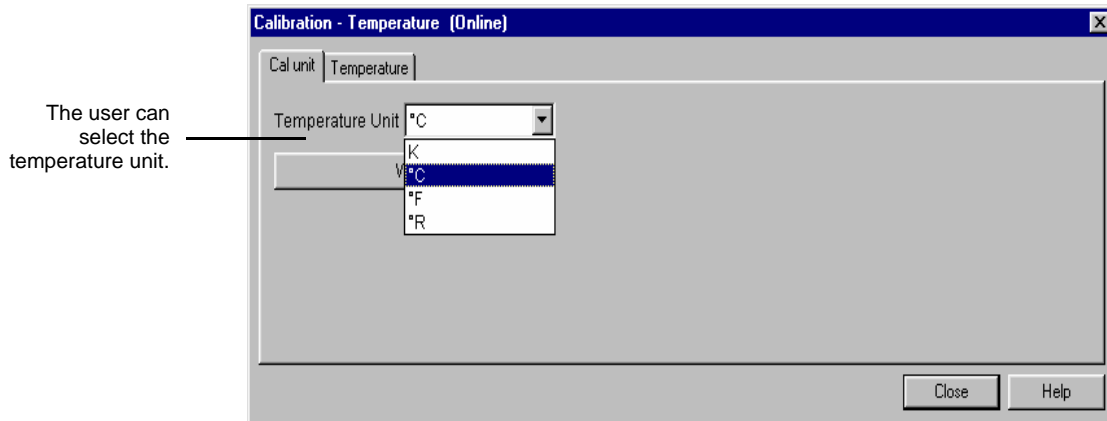 Calibration - Temperature (Online)
Cal unit
Temperature
The user can
select the
temperature unit.
Temperature Unit
°C
K
°C
°F
°R
Close
Help